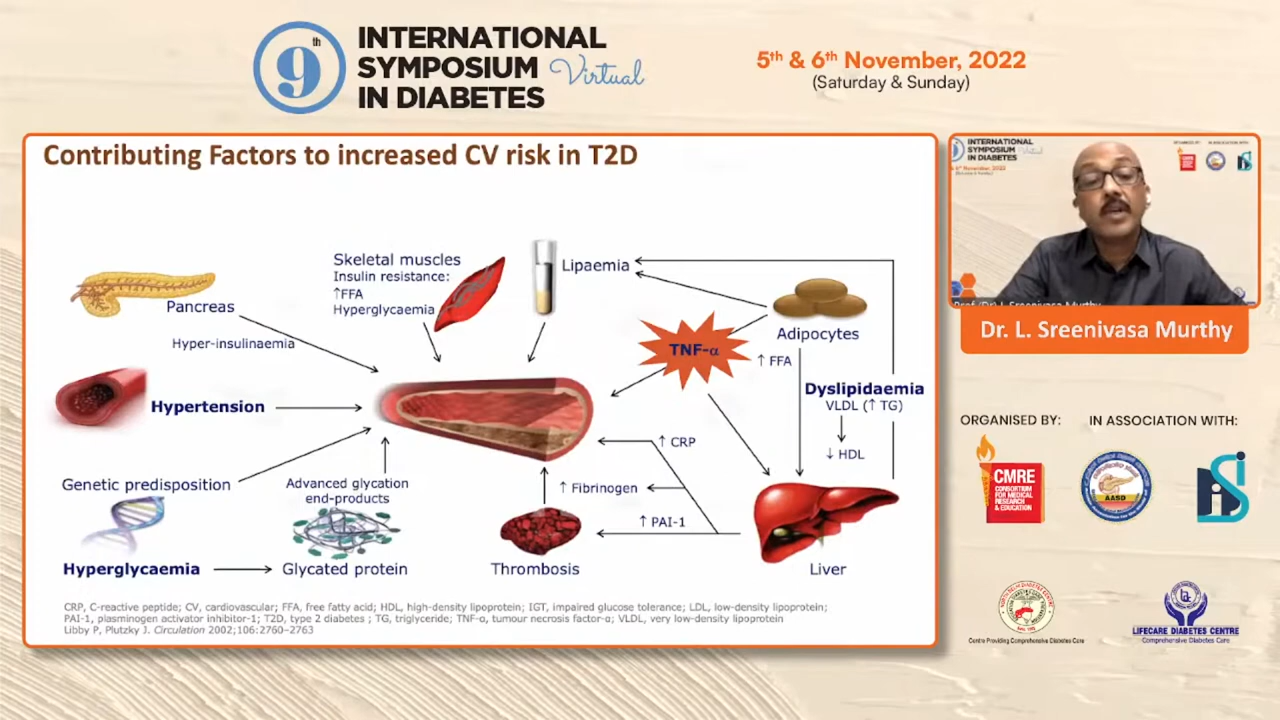 9th
INTERNATIONAL
SYMPOSIUM Virtual
IN DIABETES
5th & 6th November, 2022
(Saturday & Sunday)
Contributing Factors to increased CV risk in T2D
Pancreas
Hyper-insulinaemia
Skeletal muscles
Insulin resistance:
↑FFA
Hyperglycaemia
Lipaemia
TNF-α
Adipocytes
↑ FFA
Dyslipidaemia
VLDL (↑ TG)
↓ HDL
Hypertension
Genetic predisposition
Advanced glycation
end-products
↑ CRP
↑ Fibrinogen
↑ PAI-1
Hyperglycaemia
Glycated protein
Thrombosis
Liver
CRP, C-reactive peptide; CV, cardiovascular; FFA, free fatty acid; HDL, high-density lipoprotein; IGT, impaired glucose tolerance; LDL, low-density lipoprotein;
PAI-1, plasminogen activator inhibitor-1; T2D, type 2 diabetes ; TG, triglyceride; TNF-α, tumour necrosis factor-α; VLDL, very low-density lipoprotein
Libby P, Plutzky J. Circulation 2002;106:2760–2763
INTERNATIONAL
SYMPOSIUM
IN DIABETES
Dr. L. Sreenivasa Murthy
ORGANISED BY:
IN ASSOCIATION WITH:
CMRE
CONSORTIUM
FOR MEDICAL
RESEARCH
& EDUCATION
AASD
Centre Providing Comprehensive Diabetes Care
LIFECARE DIABETES CENTRE
Comprehensive Diabetes Care